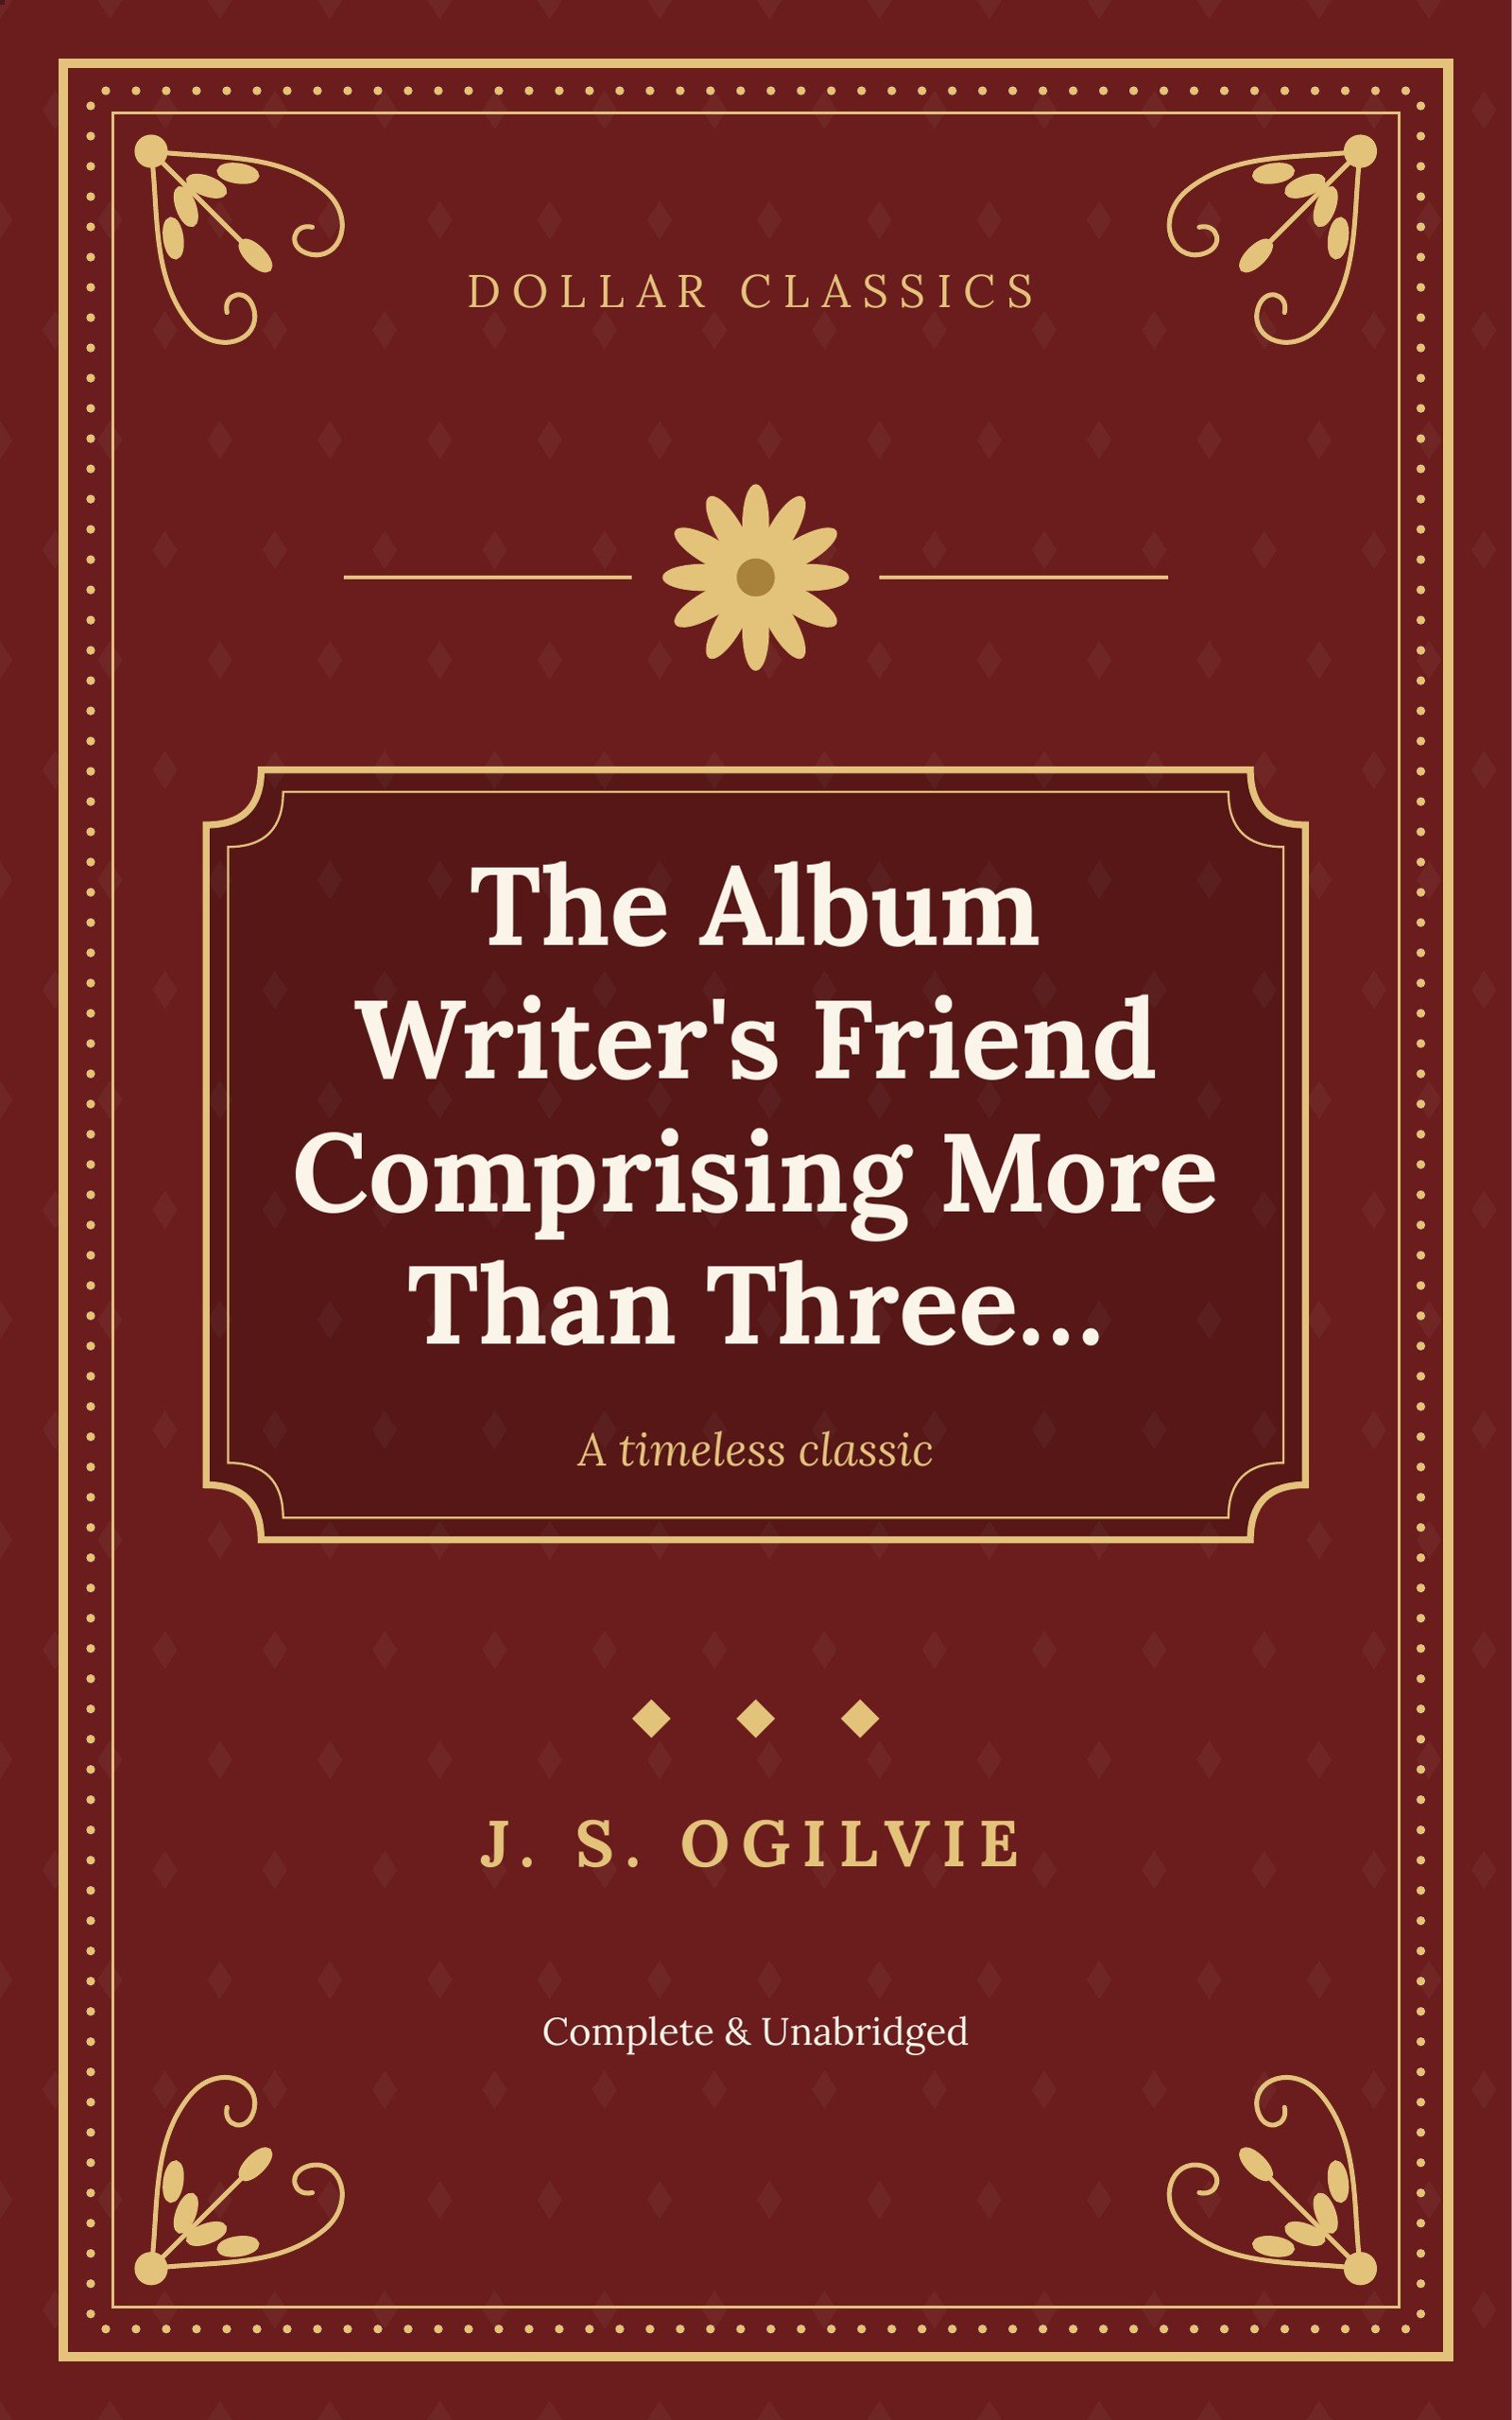 DOLLAR CLASSICS
The Album
Writer's Friend
Comprising More
Than Three...
A timeless classic
J. S. OGILVIE
Complete & Unabridged